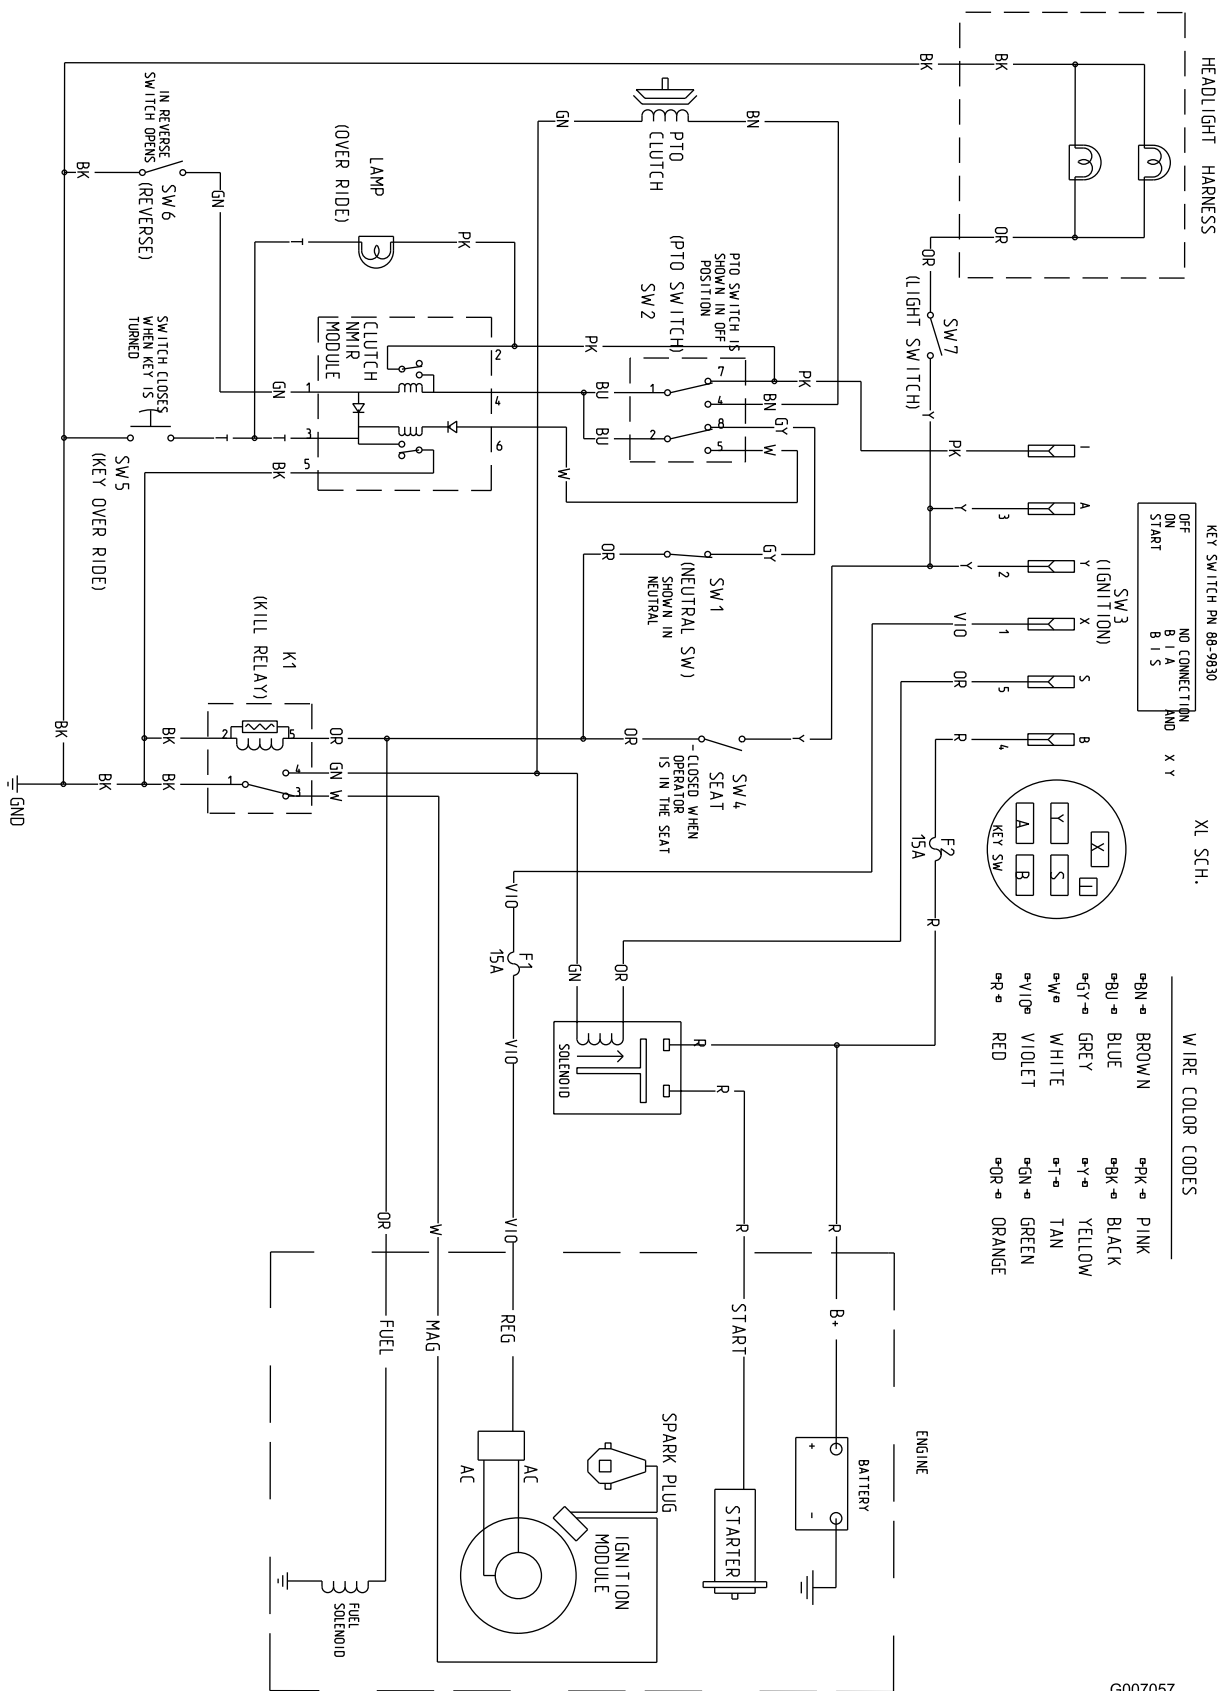 HEADLIGHT HARNESS
BK
BK
OR
OR
SW7
(LIGHT SWITCH)
Y
GN
BN
PTO
CLUTCH
PTO SWITCH IS
SHOWN IN OFF
POSITION
(PTO SWITCH)
SW2
IN REVERSE
SWITCH OPENS
SW6
(REVERSE)
BK
GN
LAMP
(OVER RIDE)
T
PK
CLUTCH
NMIR
MODULE
1
2
3
4
5
6
GN
T
T
BK
PK
BU
BU
1
2
7
4
8
5
PK
BN
GY
W
W
SWITCH CLOSES
WHEN KEY IS
TURNED
SW5
(KEY OVER RIDE)
OR
GY
SW1
(NEUTRAL SW)
SHOWN IN
NEUTRAL
PK
Y
Y
VIO
OR
R
I
A
3
Y
2
X
1
S
5
B
4
SW3
(IGNITION)
KEY SWITCH PN 88-9830
OFF NO CONNECTION
ON B I A AND X Y
START B I S
K1
(KILL RELAY)
2
5
4
1
3
BK
BK
BK
BK
OR
GN
W
GND
OR
Y
SW4
SEAT
- CLOSED WHEN
OPERATOR
IS IN THE SEAT
F2
15A
R
XL SCH.
X
Y
S
I
A
B
KEY SW
VIO
F1
15A
VIO
VIO
GN
OR
SOLENOID
R
R
WIRE COLOR CODES
BN BROWN
BU BLUE
GY GREY
W WHITE
VIO VIOLET
R RED
PK PINK
BK BLACK
Y YELLOW
T TAN
GN GREEN
OR ORANGE
OR
W
R
R
FUEL
MAG
REG
START
B+
ENGINE
BATTERY
+
-
STARTER
SPARK PLUG
IGNITION
MODULE
AC
AC
FUEL
SOLENOID
G007057